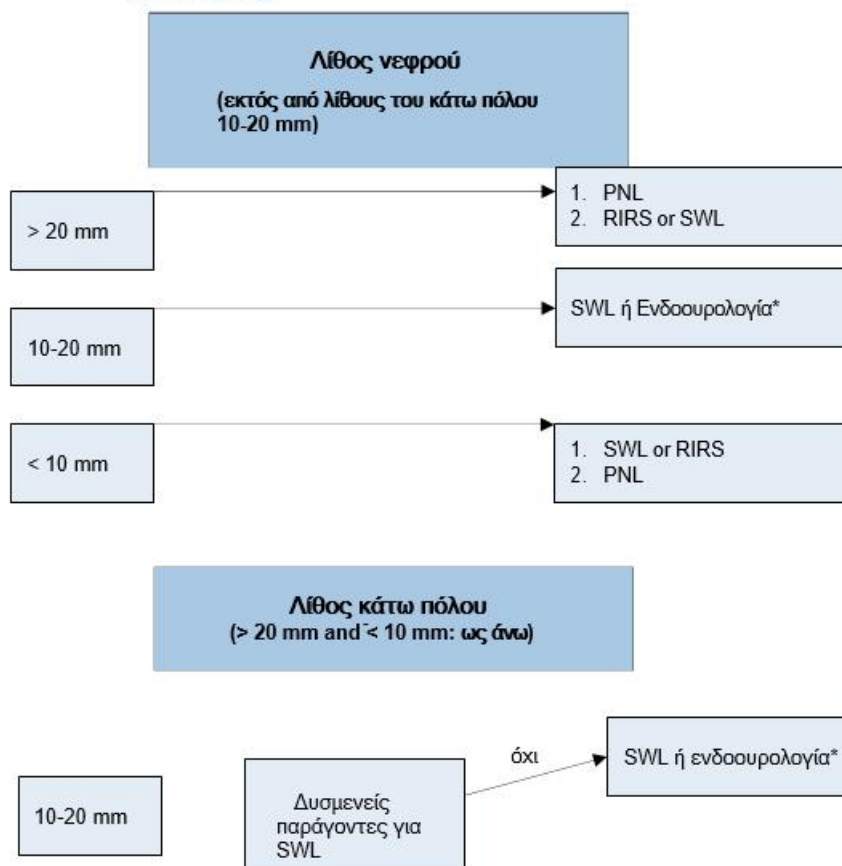 Λίθος νεφρού
(εκτός από λίθους του κάτω πόλου
10-20 mm)
> 20 mm
1. PNL
2. RIRS or SWL
10-20 mm
SWL ή Ενδοουρολογία*
< 10 mm
1. SWL or RIRS
2. PNL
Λίθος κάτω πόλου
(> 20 mm and < 10 mm: ως άνω)
10-20 mm
Δυσμενείς
παράγοντες για
SWL
όχι
SWL ή ενδοουρολογία*